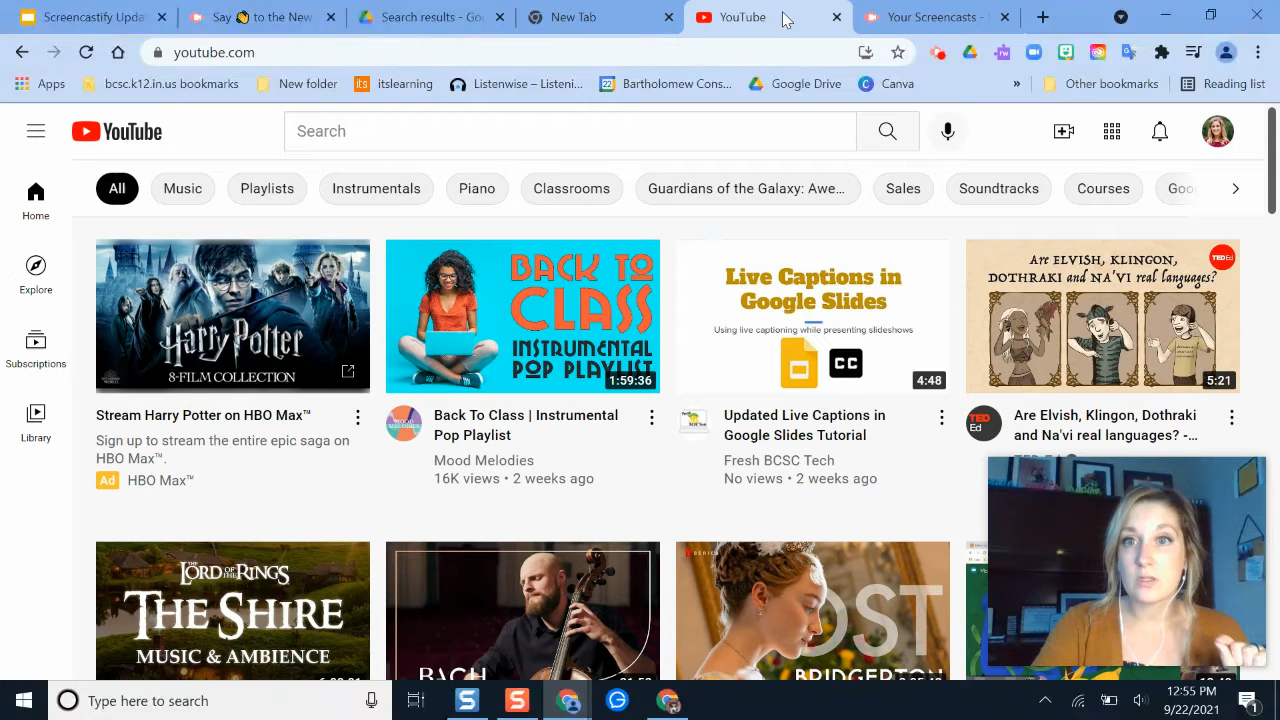 Screencastify Upda
Say 👋 to the New
Search results - Go
New Tab
YouTube
Your Screencasts -
youtube.com
Apps
bcsc.k12.in.us bookmarks
New folder
its
itslearning
Listenwise - Listeni...
22
Bartholomew Cons...
Google Drive
Canva
»
Other bookmarks
Reading list
YouTube
Search
All
Music
Playlists
Instrumentals
Piano
Classrooms
Guardians of the Galaxy: Awe...
Sales
Soundtracks
Courses
Goo
Home
Explore
Subscriptions
Library
Harry Potter
8-FILM COLLECTION
BACK TO
CLASS
INSTRUMENTAL
POP PLAYLIST
1:59:36
Live Captions in
Google Slides
Using live captioning while presenting slideshows
CC
4:48
TEDEd
ARE ELVISH, KLINGON,
DOTHRAKI AND NA'VI REAL LANGUAGES?
5:21
Stream Harry Potter on HBO Max™
Sign up to stream the entire epic saga on
HBO Max™.
Ad HBO Max™
Back To Class | Instrumental
Pop Playlist
Mood Melodies
16K views • 2 weeks ago
Updated Live Captions in
Google Slides Tutorial
Fresh BCSC Tech
No views • 2 weeks ago
TED
Ed
Are Elvish, Klingon, Dothraki
and Na'vi real languages? -...
THE LORD OF THE RINGS
THE SHIRE
MUSIC & AMBIENCE
BACH
SERIES
OST
BRIDGERTON
Type here to search
12:55 PM
9/22/2021
1